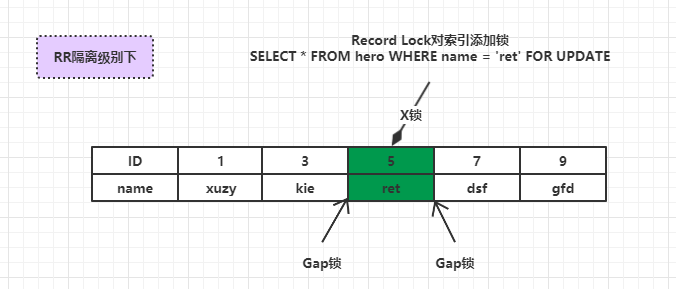 RR隔离级别下
Record Lock对索引添加锁
SELECT * FROM hero WHERE name = 'ret' FOR UPDATE
X锁
ID 1 3 5 7 9
name xuzy kie ret dsf gfd
Gap锁 Gap锁